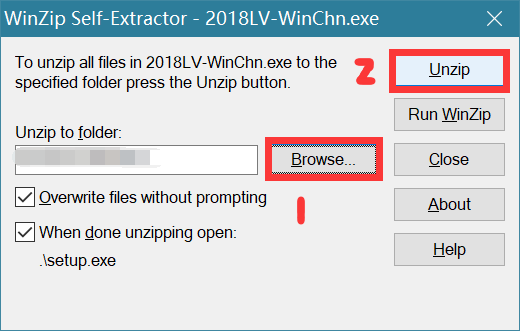 WinZip Self-Extractor - 2018LV-WinChn.exe
To unzip all files in 2018LV-WinChn.exe to the
specified folder press the Unzip button.
2
Unzip
Run WinZip
Unzip to folder:
Browse...
Close
Overwrite files without prompting
1
About
When done unzipping open:
.\setup.exe
Help